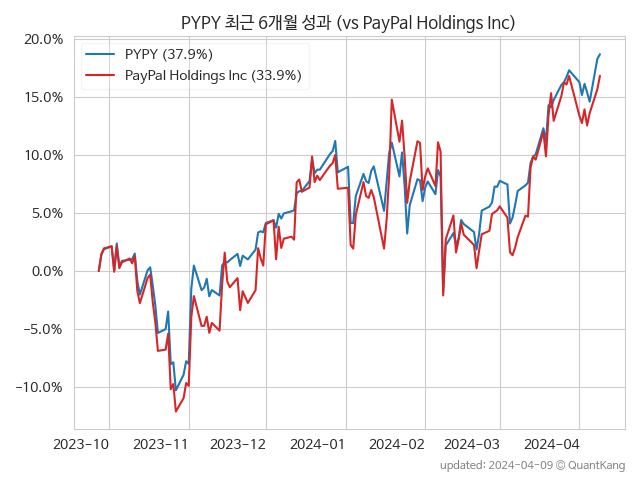 PYPY 최근 6개월 성과 (vs PayPal Holdings Inc)
20.0%
15.0%
10.0%
5.0%
0.0%
−5.0%
−10.0%
PYPY (37.9%)
PayPal Holdings Inc (33.9%)
2023-10 2023-11 2023-12 2024-01 2024-02 2024-03 2024-04
updated: 2024-04-09 © QuantKang